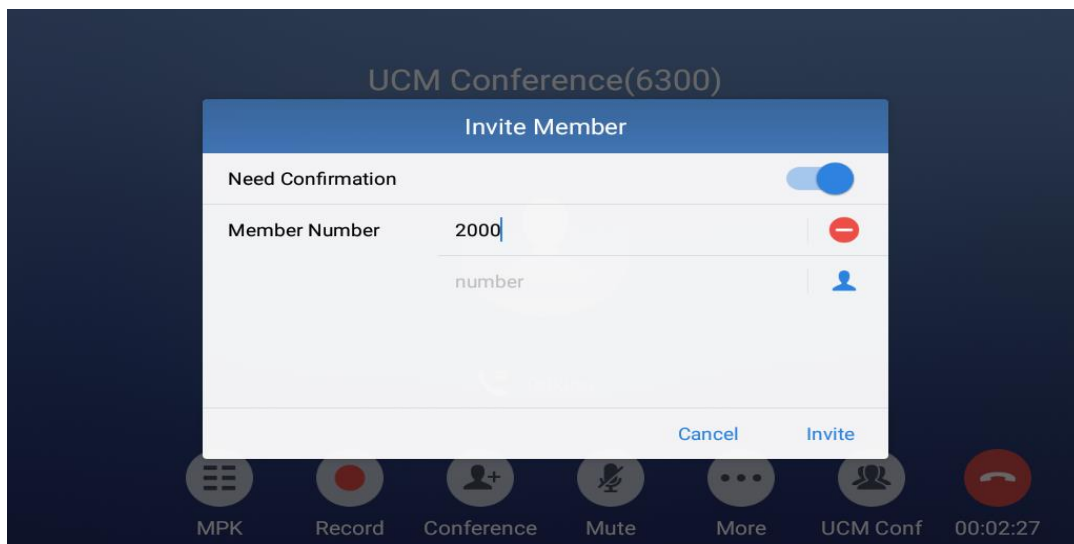 UCM Conference(6300)
Invite Member
Need Confirmation
Member Number 2000
number
Cancel Invite
MPK Record Conference Mute More UCM Conf 00:02:27